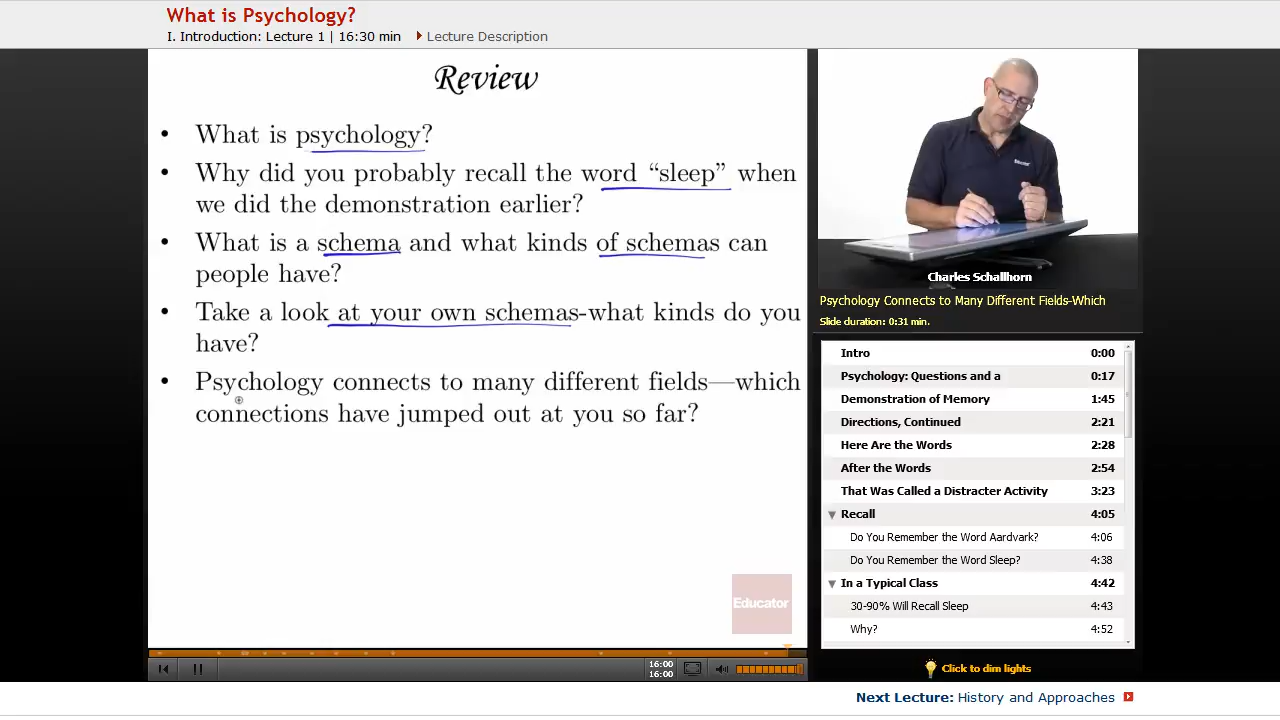 What is Psychology?
I. Introduction: Lecture 1 | 16:30 min Lecture Description
Review
• What is psychology?
• Why did you probably recall the word “sleep” when
we did the demonstration earlier?
• What is a schema and what kinds of schemas can
people have?
• Take a look at your own schemas-what kinds do you
have?
• Psychology connects to many different fields—which
connections have jumped out at you so far?
Educator
Charles Schallhorn
Psychology Connects to Many Different Fields-Which
Slide duration: 0:31 min.
Intro 0:00
Psychology: Questions and a 0:17
Demonstration of Memory 1:45
Directions, Continued 2:21
Here Are the Words 2:28
After the Words 2:54
That Was Called a Distracter Activity 3:23
Recall 4:05
Do You Remember the Word Aardvark? 4:06
Do You Remember the Word Sleep? 4:38
In a Typical Class 4:42
30-90% Will Recall Sleep 4:43
Why? 4:52
16:00
16:00
Click to dim lights
Next Lecture: History and Approaches